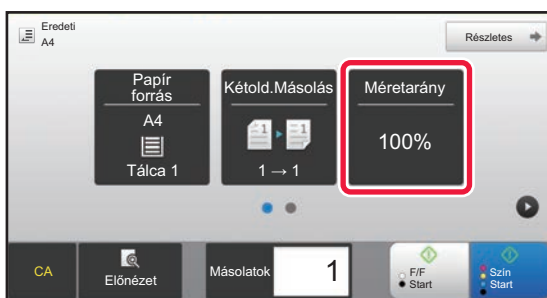 Eredeti
A4
Részletes
Papír
forrás
A4
Tálca 1
Kétold.Másolás
1 → 1
Méretarány
100%
CA
Előnézet
Másolatok
1
F/F
Start
Szín
Start